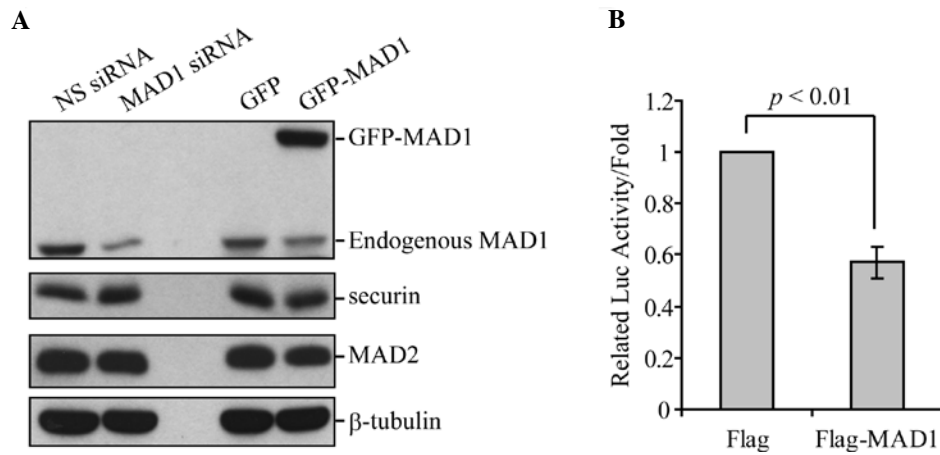 A
NS siRNA
MAD1 siRNA
GFP
GFP-MAD1
GFP-MAD1
Endogenous MAD1
securin
MAD2
β-tubulin
B
p < 0.01
1.2
1
0.8
0.6
0.4
0.2
0
Related Luc Activity/Fold
Flag
Flag-MAD1